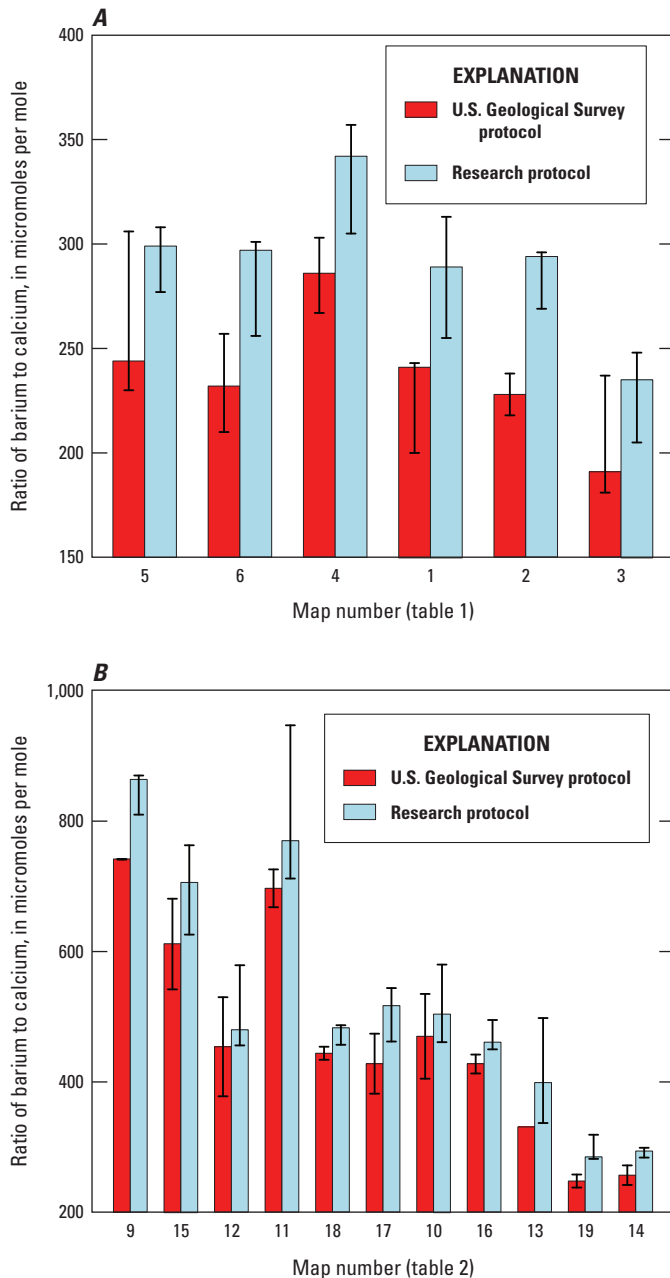 A
Ratio of barium to calcium, in micromoles per mole
400
350
300
250
200
150
EXPLANATION
U.S. Geological Survey
protocol
Research protocol
5 6 4 1 2 3
Map number (table 1)
B
Ratio of barium to calcium, in micromoles per mole
1,000
800
600
400
200
EXPLANATION
U.S. Geological Survey protocol
Research protocol
9 15 12 11 18 17 10 16 13 19 14
Map number (table 2)